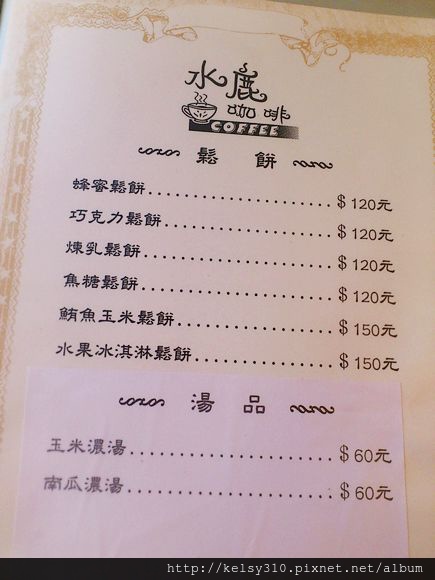 水鹿
咖啡
COFFEE
鬆餅
蜂蜜鬆餅....................$120元
巧克力鬆餅....................$120元
煉乳鬆餅....................$120元
焦糖鬆餅....................$120元
鮪魚玉米鬆餅....................$150元
水果冰淇淋鬆餅....................$150元
湯品
玉米濃湯....................$60元
南瓜濃湯....................$60元
http://kelsy310.pixnet.net/album